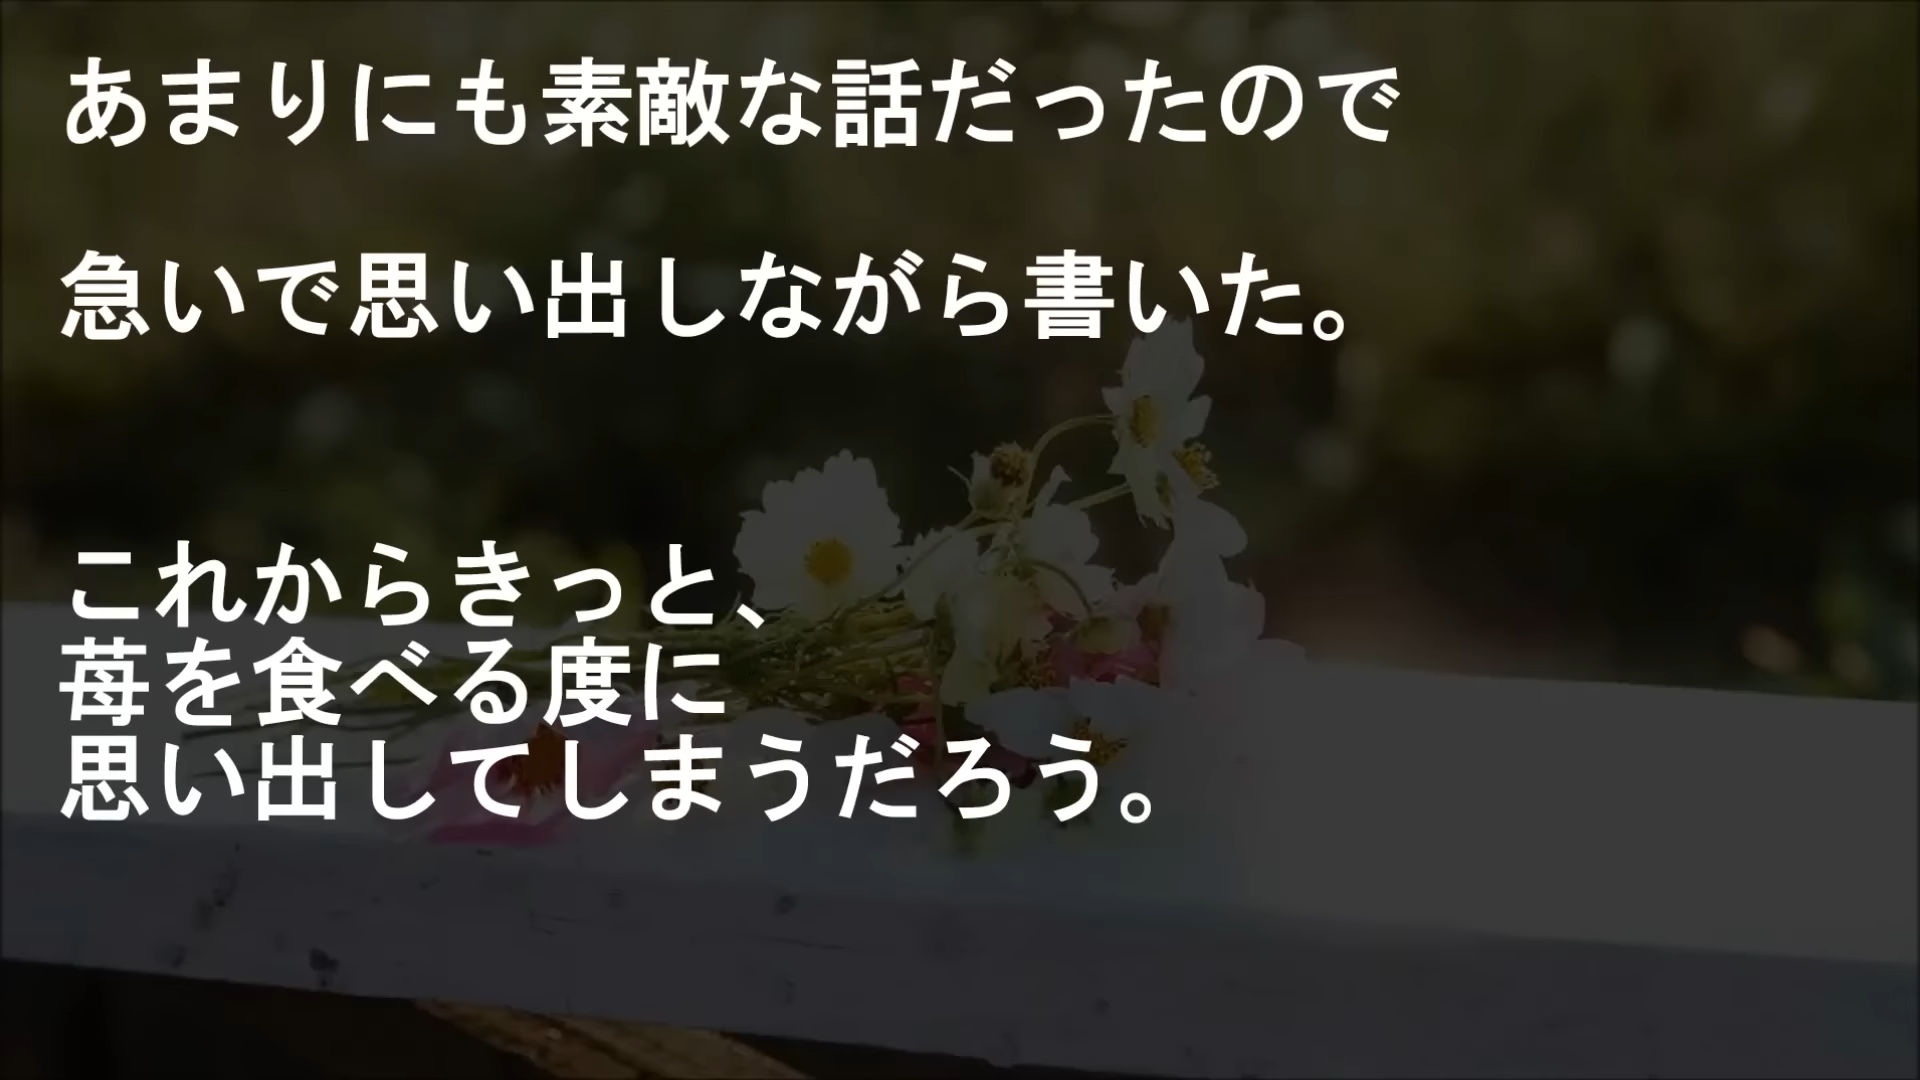 あまりにも素敵な話だったので
急いで思い出しながら書いた。
これからきっと、
苺を食べる度に
思い出してしまうだろう。